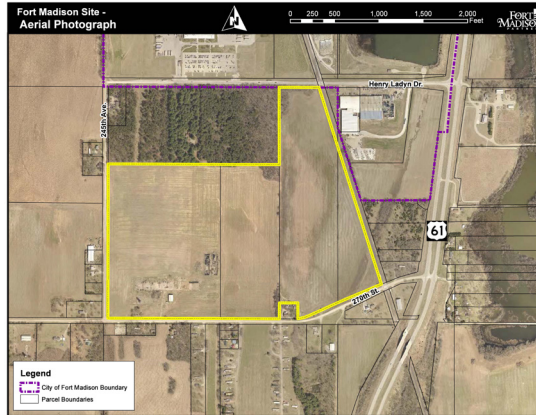 Fort Madison Site -
Aerial Photograph
0 250 500 1,000 1,500 2,000
Feet
FORT
MADISON
Henry Ladyn Dr.
245th Ave.
61
270th St.
Legend
City of Fort Madison Boundary
Parcel Boundaries